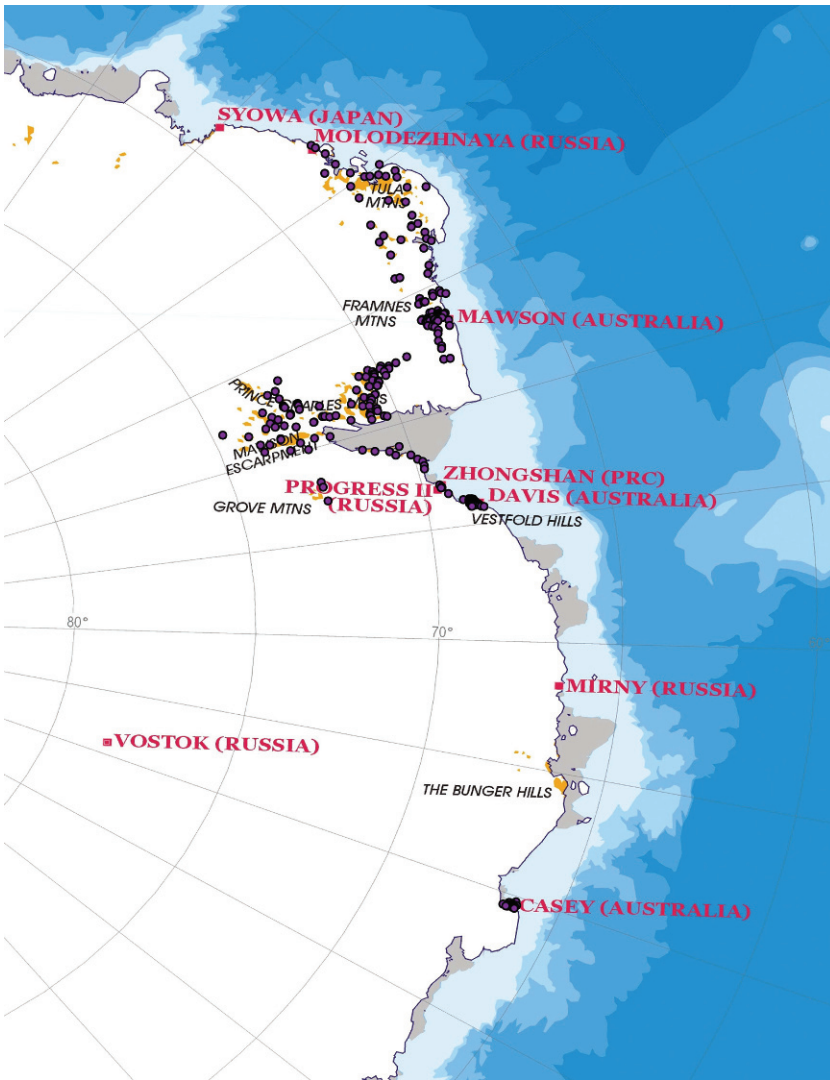 SYOWA (JAPAN)
MOLODEZHNAYA (RUSSIA)
TULA
MTNS
FRAMNES
MTNS
MAWSON (AUSTRALIA)
PRINCE CHARLES
MAWSON
ESCARPMENT
ZHONGSHAN (PRC)
PROGRESS II
(RUSSIA)
DAVIS (AUSTRALIA)
GROVE MTNS
VESTFOLD HILLS
80°
70°
MIRNY (RUSSIA)
VOSTOK (RUSSIA)
THE BUNGER HILLS
CASEY (AUSTRALIA)